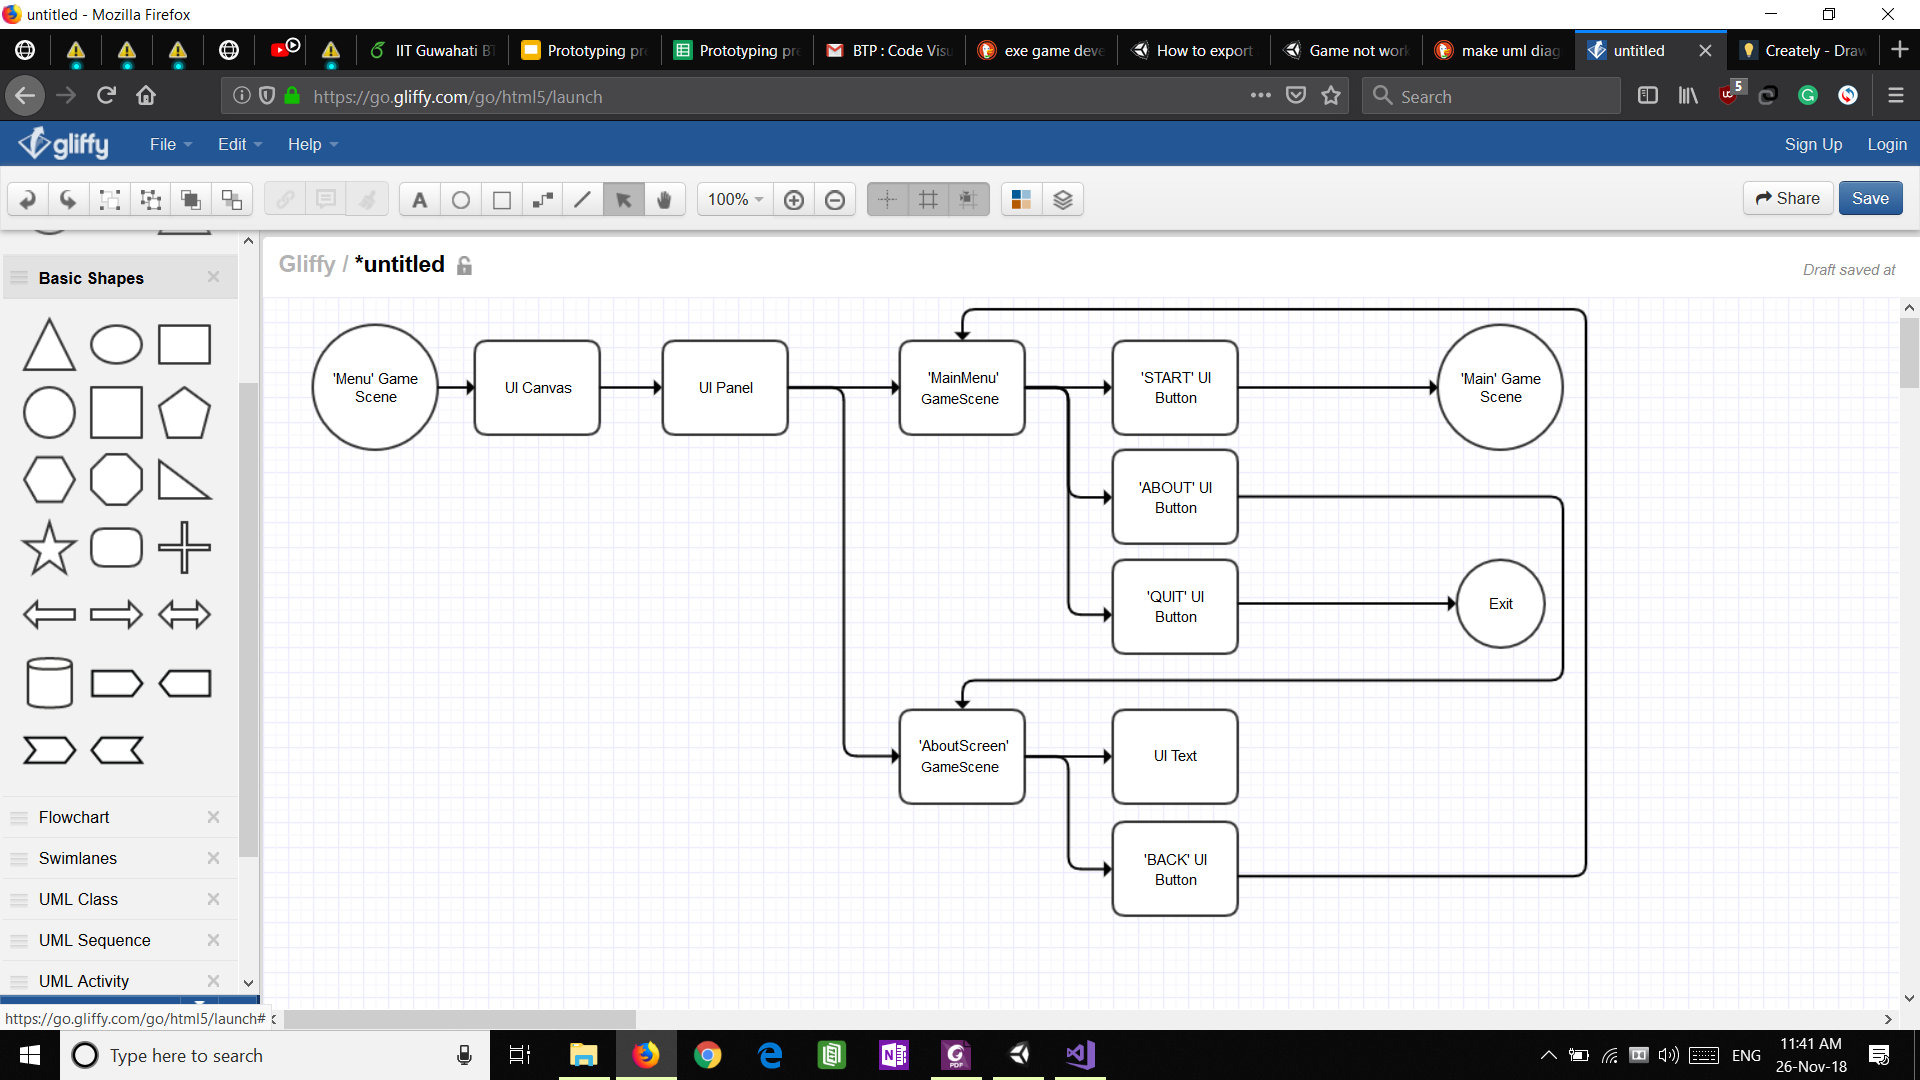 untitled - Mozilla Firefox
IIT Guwahati BT
Prototyping pr
Prototyping pre
BTP : Code Visu
exe game deve
How to export
Game not work
make uml diag
untitled
Creately - Draw
https://go.gliffy.com/go/html5/launch
Search
5
gliffy
File
Edit
Help
Sign Up
Login
A
100%
Share
Save
Basic Shapes
Gliffy / *untitled
Draft saved at
'Menu' Game
Scene
UI Canvas
UI Panel
'MainMenu'
GameScene
'START' UI
Button
'Main' Game
Scene
'ABOUT' UI
Button
'QUIT' UI
Button
Exit
'AboutScreen'
GameScene
UI Text
'BACK' UI
Button
Flowchart
Swimlanes
UML Class
UML Sequence
UML Activity
https://go.gliffy.com/go/html5/launch#
Type here to search
ENG
11:41 AM
26-Nov-18